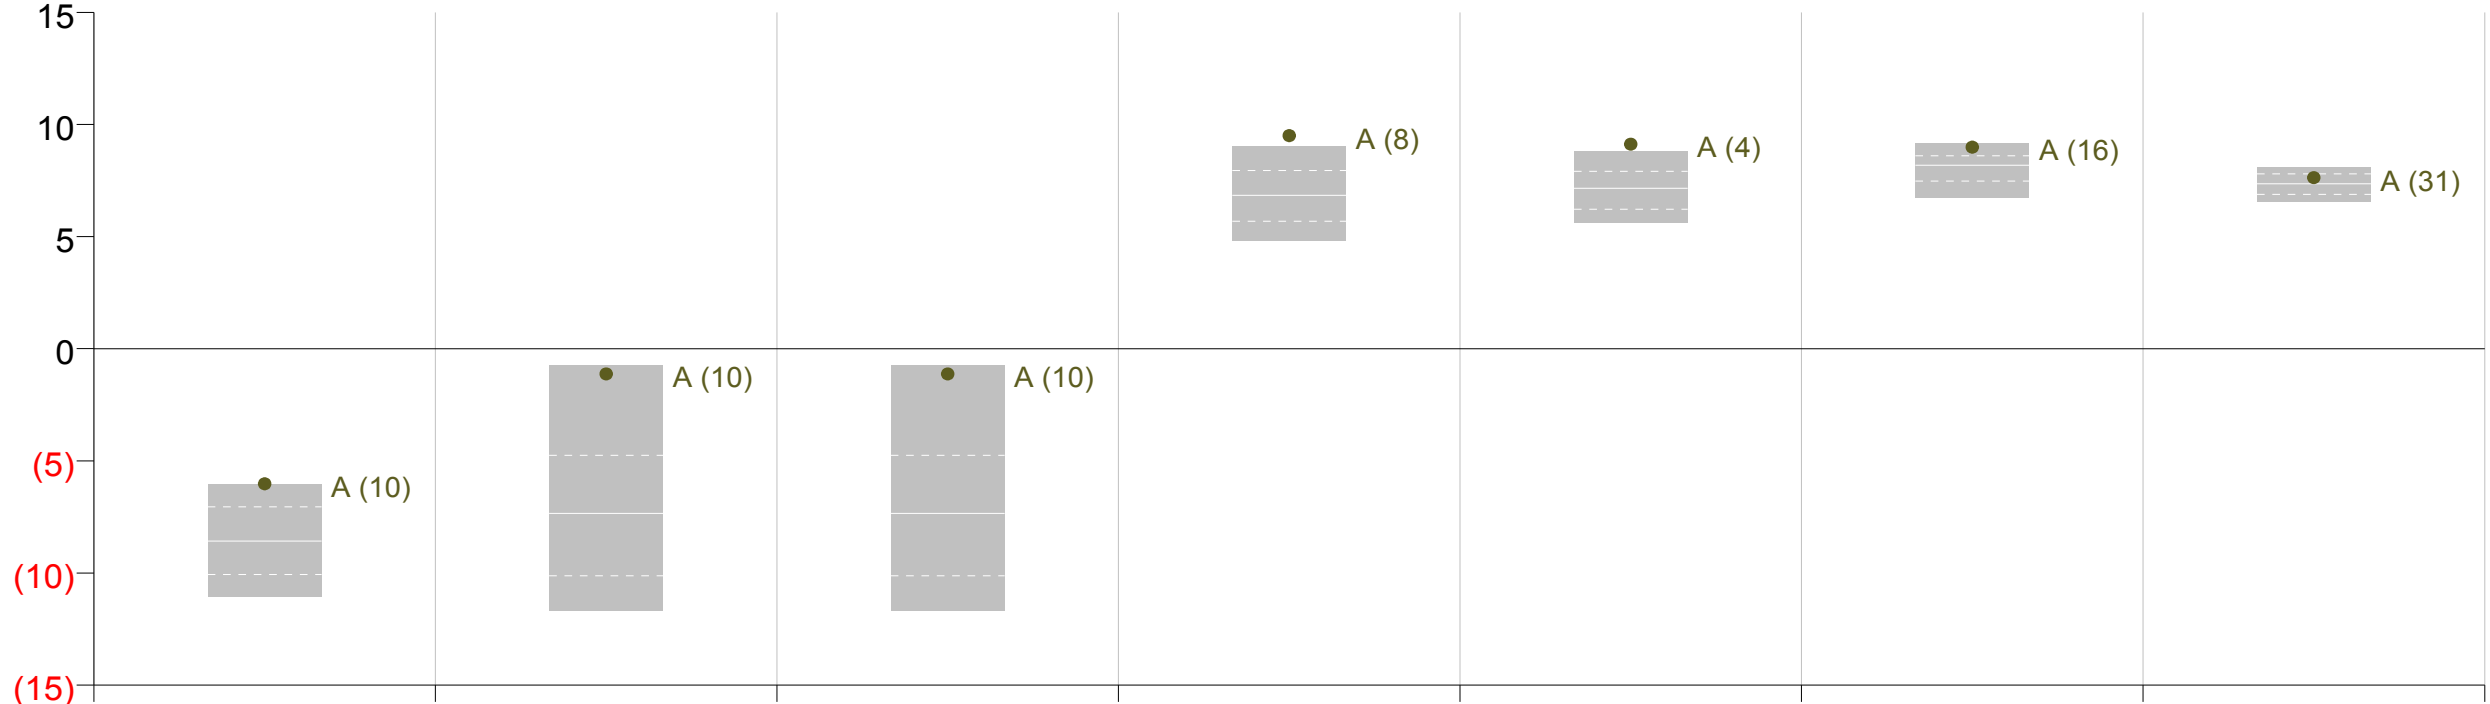 15
10
5
0
(5)
(10)
(15)
A (10)
A (10)
A (10)
A (8)
A (4)
A (16)
A (31)